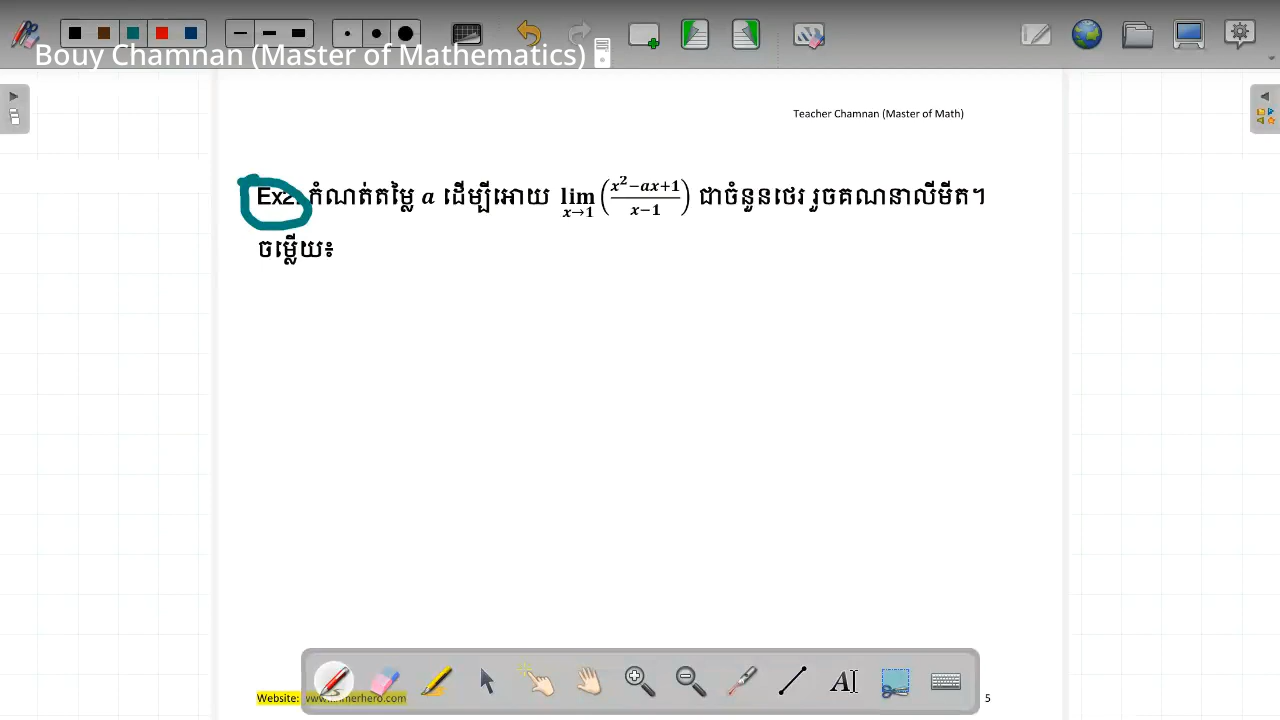 Bouy Chamnan (Master of Mathematics)
Teacher Chamnan (Master of Math)
Ex2. កំណត់តម្លៃ a ដើម្បីអោយ lim x→1 (x²−ax+1 / x−1) ជាចំនួនថេរ រួចគណនាលីមីត។
ចម្លើយ៖
Website: 5